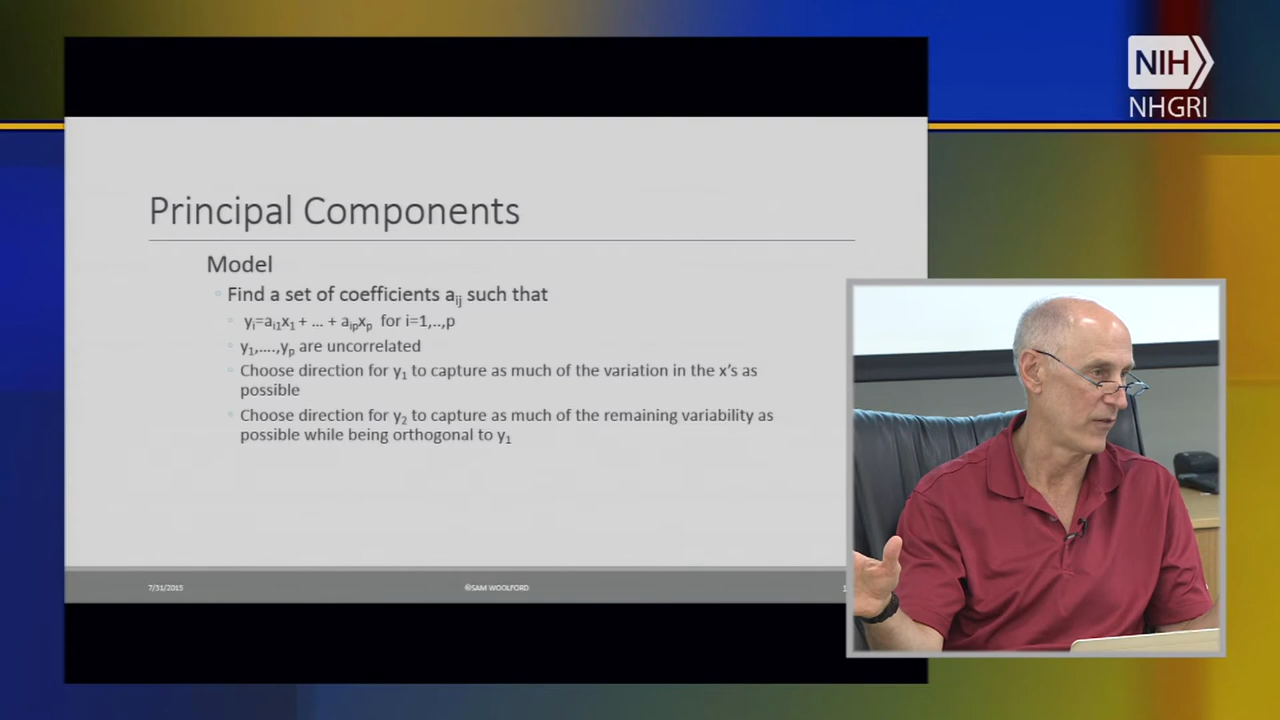 NIH
NHGRI
Principal Components
Model
Find a set of coefficients aij such that
yi=ai1x1 + ... + aipxp for i=1,..,p
y1,....,yp are uncorrelated
Choose direction for y1 to capture as much of the variation in the x's as
possible
Choose direction for y2 to capture as much of the remaining variability as
possible while being orthogonal to y1
7/31/2015
©SAM WOOLFORD